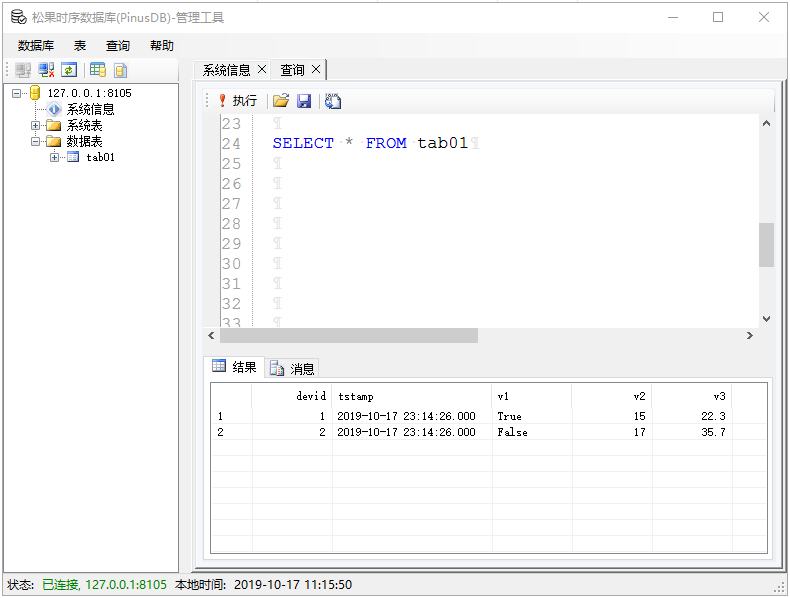 松果时序数据库(PinusDB)-管理工具
数据库 表 查询 帮助
127.0.0.1:8105
系统信息
系统表
数据表
tab01
系统信息 查询
执行
23 ¶
24 SELECT * FROM tab01¶
25 ¶
26 ¶
27 ¶
28 ¶
29 ¶
30 ¶
31 ¶
32 ¶
33 ¶
结果 消息
devid tstamp v1 v2 v3
1 1 2019-10-17 23:14:26.000 True 15 22.3
2 2 2019-10-17 23:14:26.000 False 17 35.7
状态: 已连接, 127.0.0.1:8105 本地时间: 2019-10-17 11:15:50